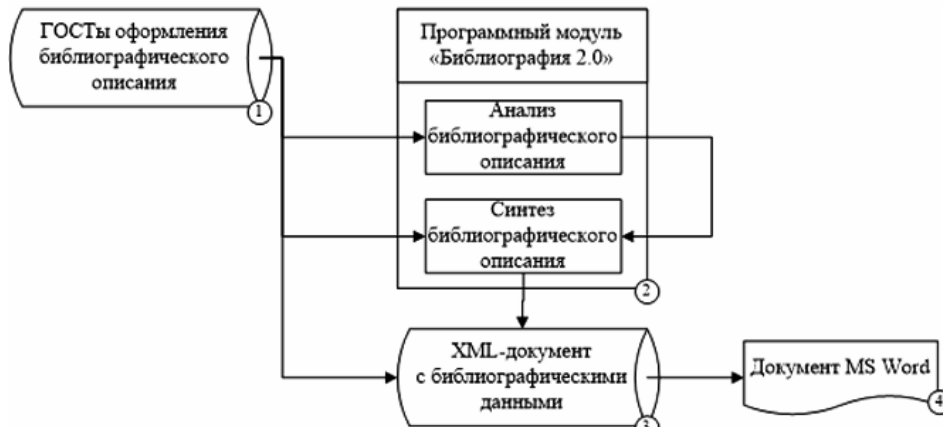 ГОСТы оформления
библиографического
описания
1
Программный модуль
«Библиография 2.0»
Анализ
библиографического
описания
Синтез
библиографического
описания
2
XML-документ
с библиографическими
данными
3
Документ MS Word
4